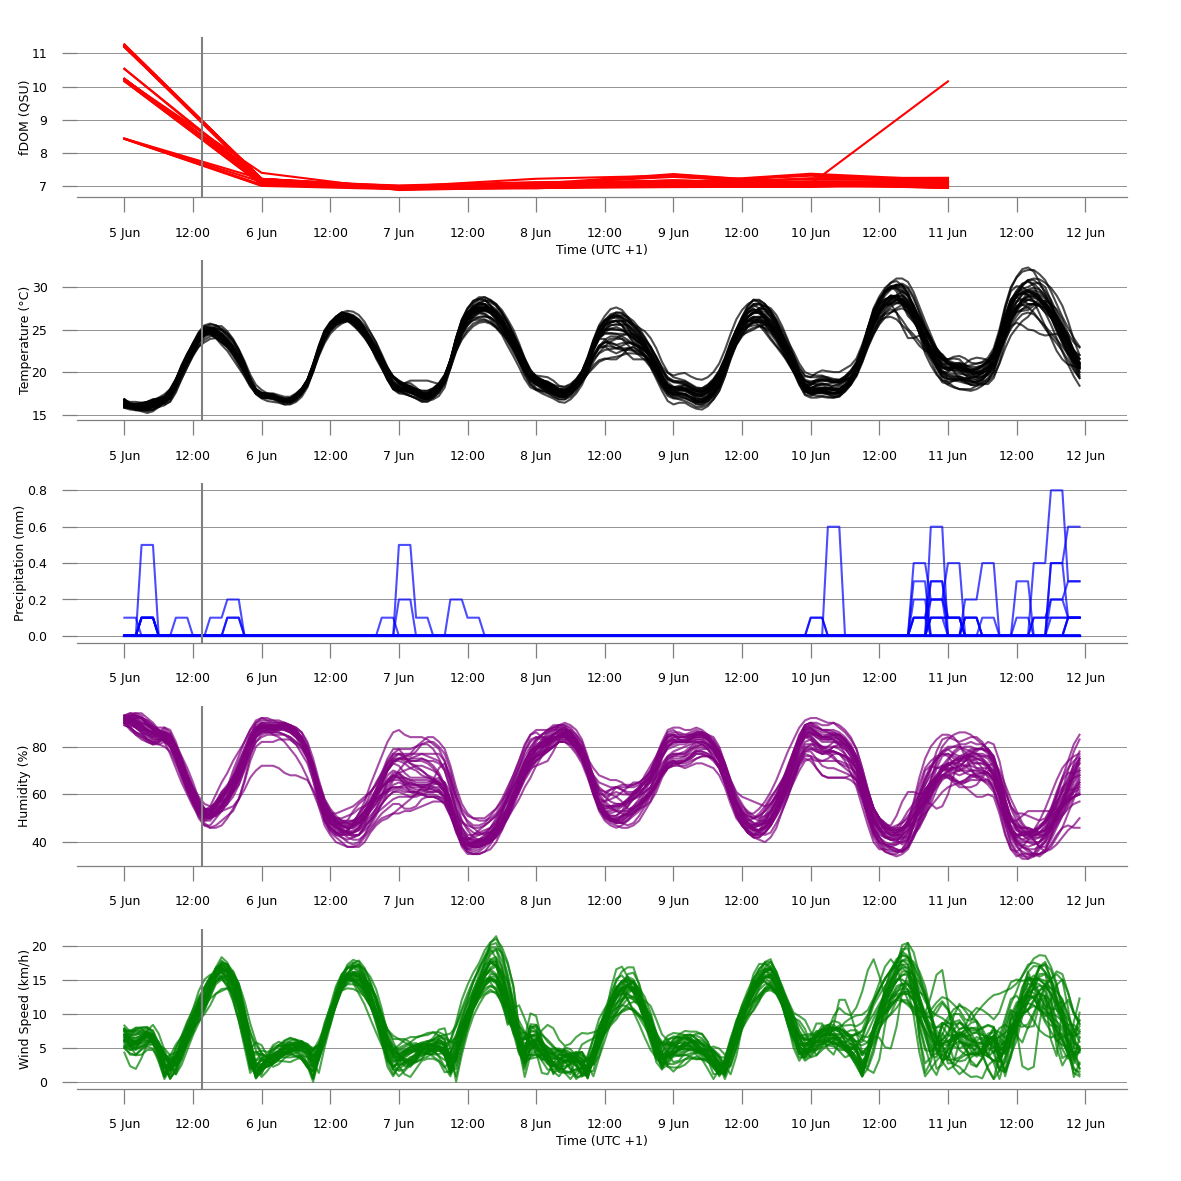 fDOM (QSU)
11
10
9
8
7
5 Jun 12:00 6 Jun 12:00 7 Jun 12:00 8 Jun 12:00 9 Jun 12:00 10 Jun 12:00 11 Jun 12:00 12 Jun
Time (UTC +1)
Temperature (°C)
30
25
20
15
5 Jun 12:00 6 Jun 12:00 7 Jun 12:00 8 Jun 12:00 9 Jun 12:00 10 Jun 12:00 11 Jun 12:00 12 Jun
Precipitation (mm)
0.8
0.6
0.4
0.2
0.0
5 Jun 12:00 6 Jun 12:00 7 Jun 12:00 8 Jun 12:00 9 Jun 12:00 10 Jun 12:00 11 Jun 12:00 12 Jun
Humidity (%)
80
60
40
5 Jun 12:00 6 Jun 12:00 7 Jun 12:00 8 Jun 12:00 9 Jun 12:00 10 Jun 12:00 11 Jun 12:00 12 Jun
Wind Speed (km/h)
20
15
10
5
0
5 Jun 12:00 6 Jun 12:00 7 Jun 12:00 8 Jun 12:00 9 Jun 12:00 10 Jun 12:00 11 Jun 12:00 12 Jun
Time (UTC +1)